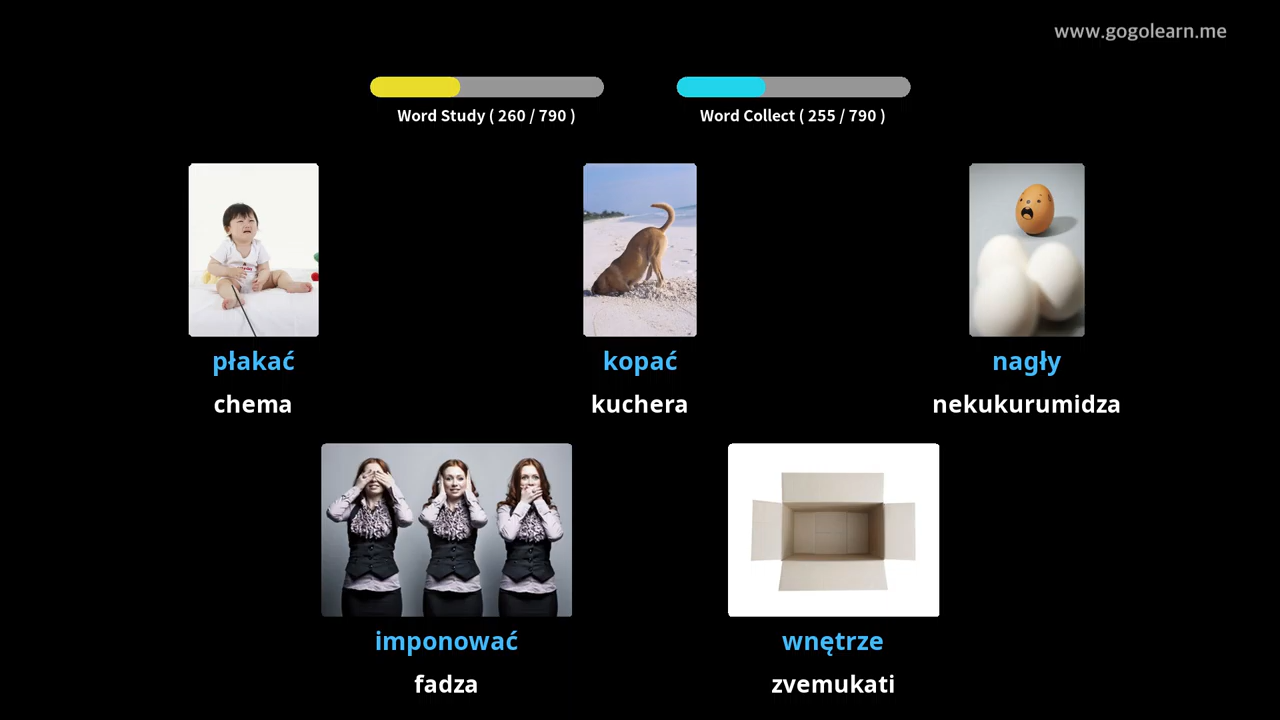 www.gogolearn.me
Word Study ( 260 / 790 )
Word Collect ( 255 / 790 )
płakać
kopać
nagły
chema
kuchera
nekukurumidza
imponować
wnętrze
fadza
zvemukati